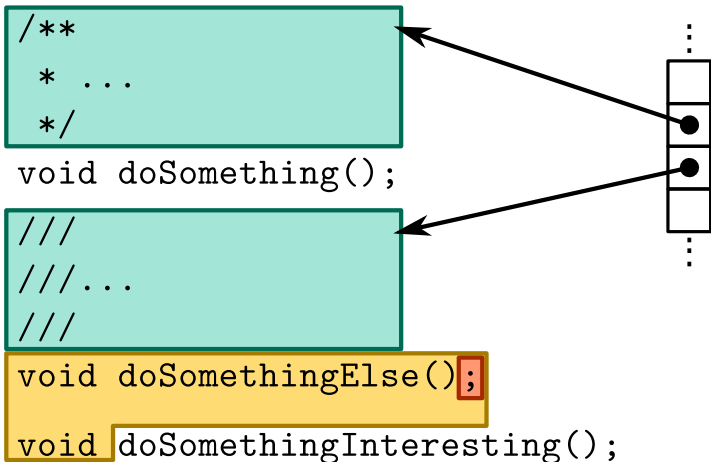 /**
 * ...
 */
void doSomething();
///
///...
///
void doSomethingElse();
void doSomethingInteresting();